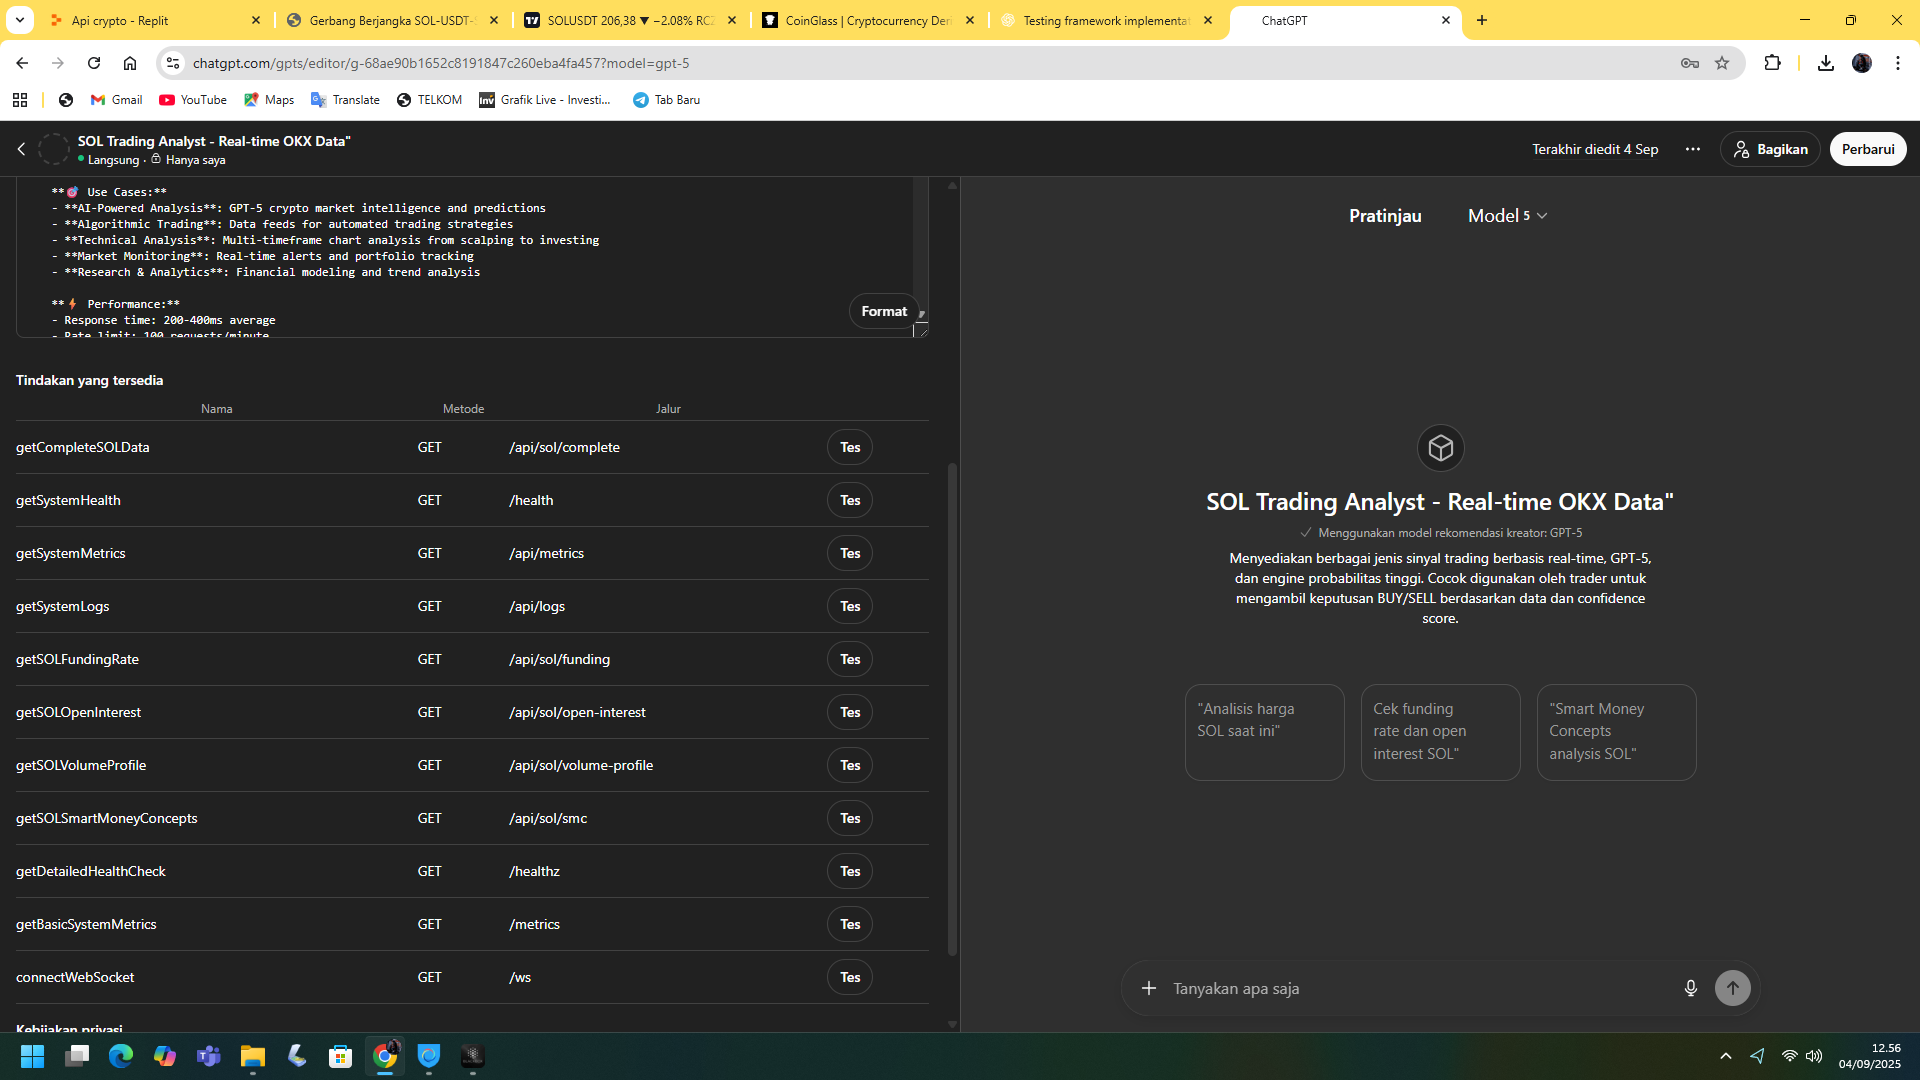 Api crypto - Replit
Gerbang Berjangka SOL-USDT-S
SOLUSDT 206,38 ▼ −2.08% RCZ
CoinGlass | Cryptocurrency Deri
Testing framework implementat
ChatGPT
chatgpt.com/gpts/editor/g-68ae90b1652c8191847c260eba4fa457?model=gpt-5
Gmail
YouTube
Maps
Translate
TELKOM
Grafik Live - Investi...
Tab Baru
SOL Trading Analyst - Real-time OKX Data"
Langsung · Hanya saya
Terakhir diedit 4 Sep
Bagikan
Perbarui
**🎯 Use Cases:**
- **AI-Powered Analysis**: GPT-5 crypto market intelligence and predictions
- **Algorithmic Trading**: Data feeds for automated trading strategies
- **Technical Analysis**: Multi-timeframe chart analysis from scalping to investing
- **Market Monitoring**: Real-time alerts and portfolio tracking
- **Research & Analytics**: Financial modeling and trend analysis
**⚡ Performance:**
- Response time: 200-400ms average
- Rate limit: 100 requests/minute
Format
Tindakan yang tersedia
Nama Metode Jalur
getCompleteSOLData GET /api/sol/complete Tes
getSystemHealth GET /health Tes
getSystemMetrics GET /api/metrics Tes
getSystemLogs GET /api/logs Tes
getSOLFundingRate GET /api/sol/funding Tes
getSOLOpenInterest GET /api/sol/open-interest Tes
getSOLVolumeProfile GET /api/sol/volume-profile Tes
getSOLSmartMoneyConcepts GET /api/sol/smc Tes
getDetailedHealthCheck GET /healthz Tes
getBasicSystemMetrics GET /metrics Tes
connectWebSocket GET /ws Tes
Kebijakan privasi
Pratinjau
Model 5
SOL Trading Analyst - Real-time OKX Data"
Menggunakan model rekomendasi kreator: GPT-5
Menyediakan berbagai jenis sinyal trading berbasis real-time, GPT-5,
dan engine probabilitas tinggi. Cocok digunakan oleh trader untuk
mengambil keputusan BUY/SELL berdasarkan data dan confidence
score.
"Analisis harga
SOL saat ini"
Cek funding
rate dan open
interest SOL"
"Smart Money
Concepts
analysis SOL"
Tanyakan apa saja
12.56
04/09/2025